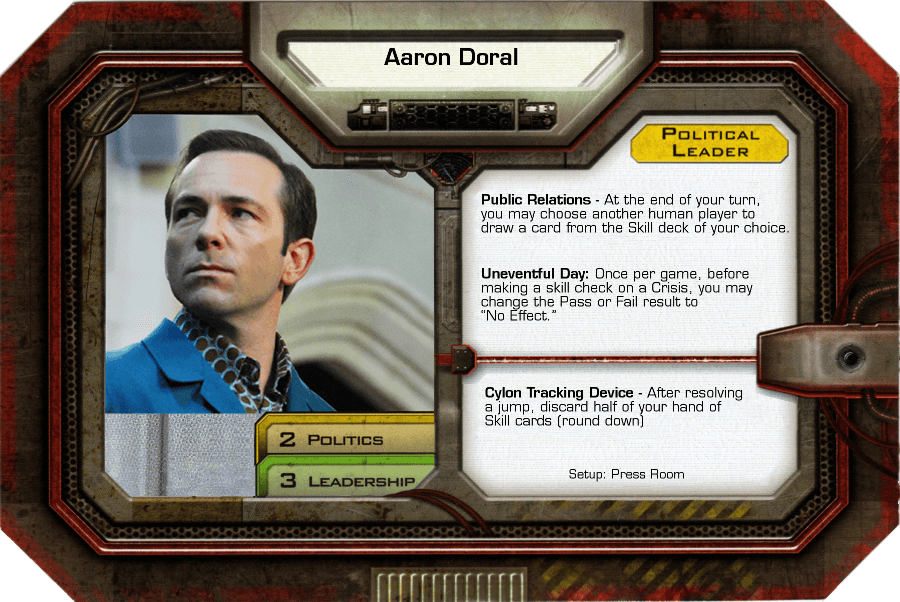 Aaron Doral
POLITICAL
LEADER
Public Relations - At the end of your turn,
you may choose another human player to
draw a card from the Skill deck of your choice.
Uneventful Day: Once per game, before
making a skill check on a Crisis, you may
change the Pass or Fail result to
“No Effect.”
Cylon Tracking Device - After resolving
a jump, discard half of your hand of
Skill cards (round down)
Setup: Press Room
2 POLITICS
3 LEADERSHIP